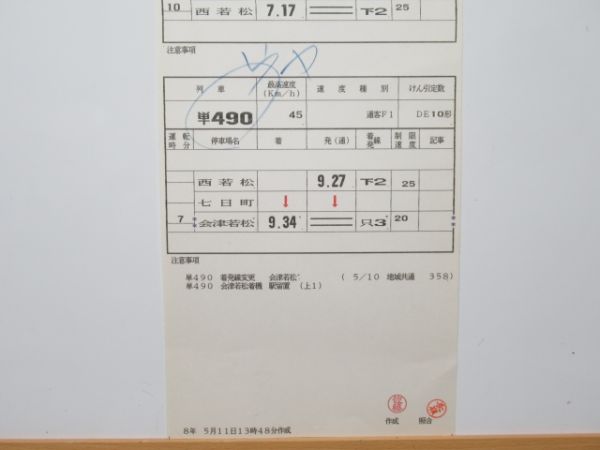 10 西若松 7.17 下2 25
注意事項
列車 最高速度(Km/h) 速度種別 けん引定数
単490 45 通客F1 DE10形
運転時分 停車場名 着 発(通) 着発線 制限速度 記事
西若松 9.27 下2 25
七日町 ↓ ↓
7 会津若松 9.34 只3 20
注意事項
単490 着発線変更 会津若松 (5/10 地域共通 358)
単490 会津若松着機 駅留置 (上1)
作成 照合
8年 5月11日13時48分作成